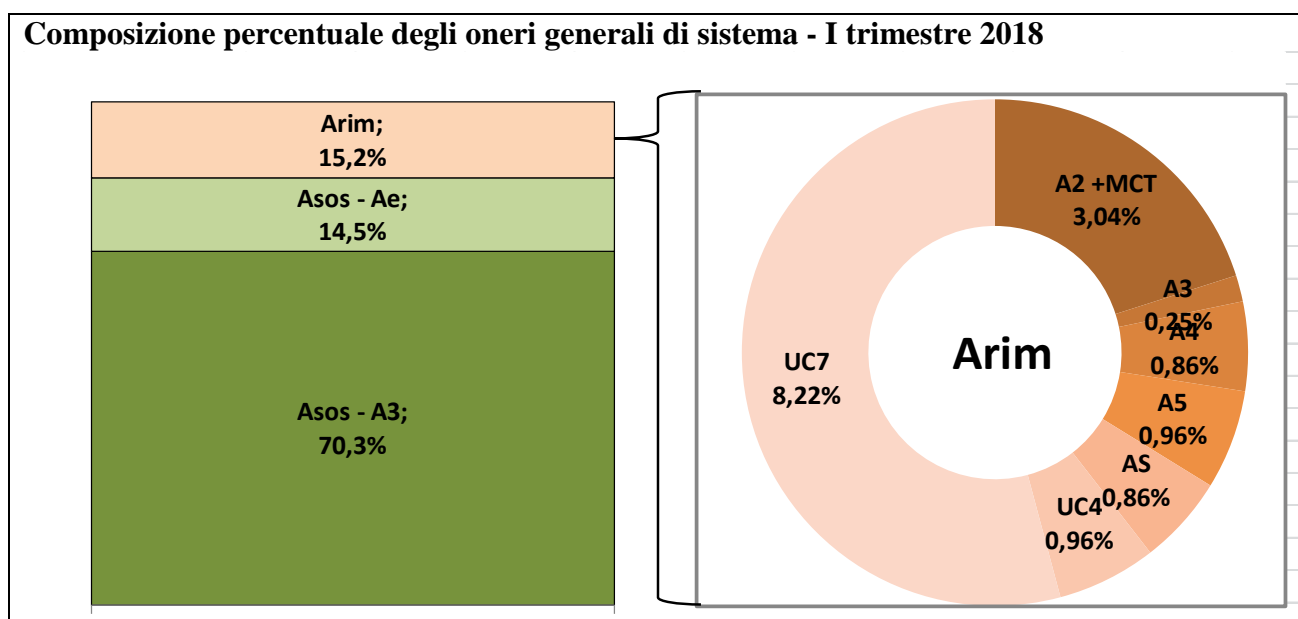 Composizione percentuale degli oneri generali di sistema - I trimestre 2018
Arim;
15,2%
Asos - Ae;
14,5%
Asos - A3;
70,3%
A2 +MCT
3,04%
A3
0,25%
A4
0,86%
A5
0,96%
AS
0,86%
UC4
0,96%
UC7
8,22%
Arim